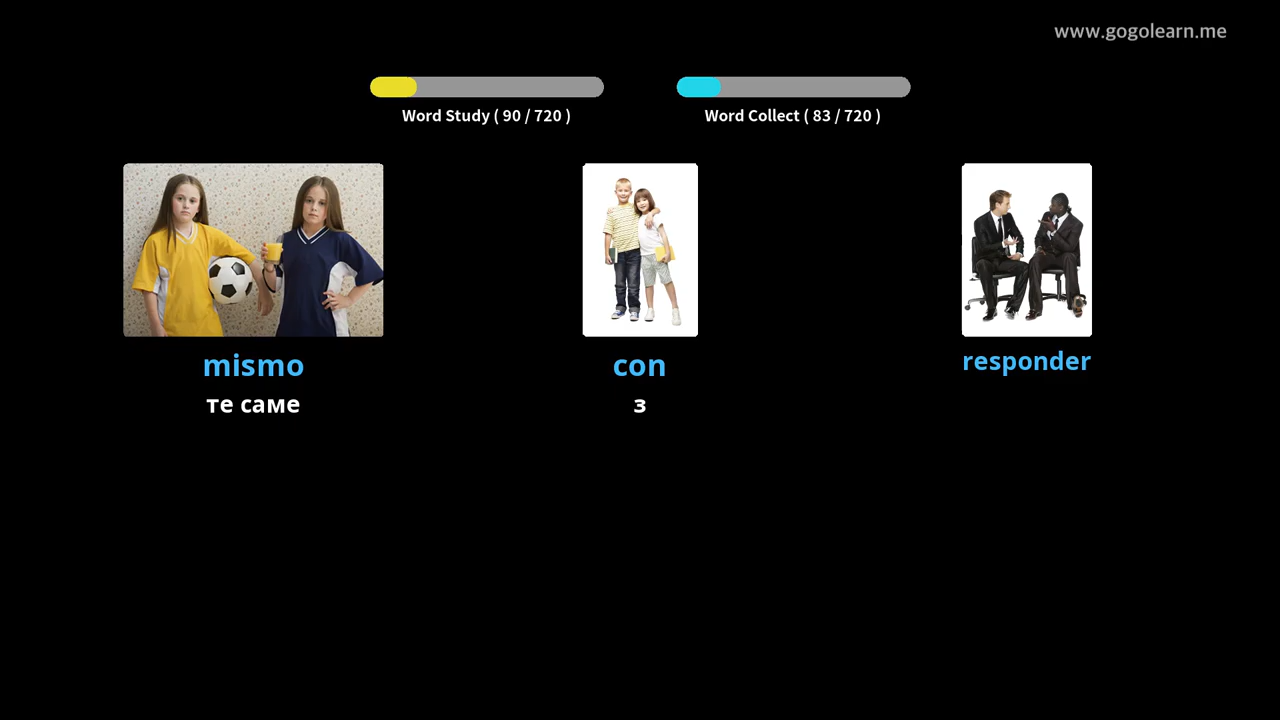 www.gogolearn.me
Word Study ( 90 / 720 )
Word Collect ( 83 / 720 )
mismo
con
responder
те саме
з